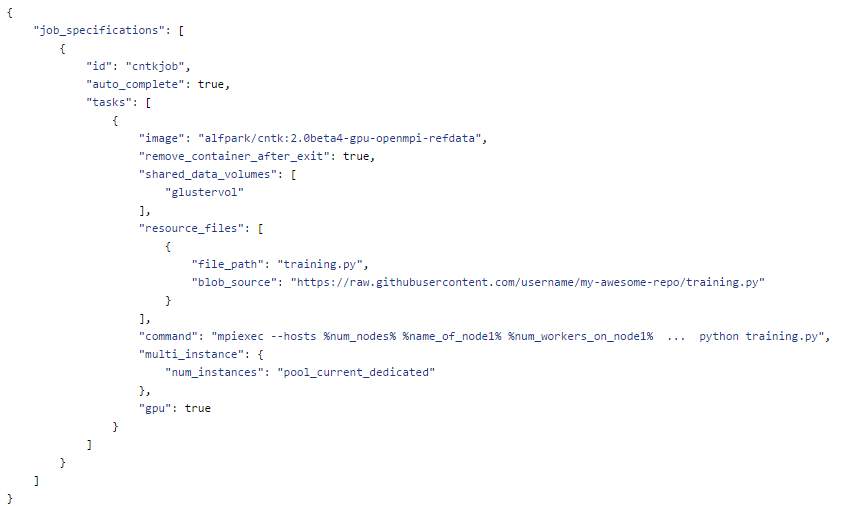 {
    "job_specifications": [
        {
            "id": "cntkjob",
            "auto_complete": true,
            "tasks": [
                {
                    "image": "alfpark/cntk:2.0beta4-gpu-openmpi-refdata",
                    "remove_container_after_exit": true,
                    "shared_data_volumes": [
                        "glustervol"
                    ],
                    "resource_files": [
                        {
                            "file_path": "training.py",
                            "blob_source": "https://raw.githubusercontent.com/username/my-awesome-repo/training.py"
                        }
                    ],
                    "command": "mpiexec --hosts %num_nodes% %name_of_node1% %num_workers_on_node1%  ...  python training.py",
                    "multi_instance": {
                        "num_instances": "pool_current_dedicated"
                    },
                    "gpu": true
                }
            ]
        }
    ]
}